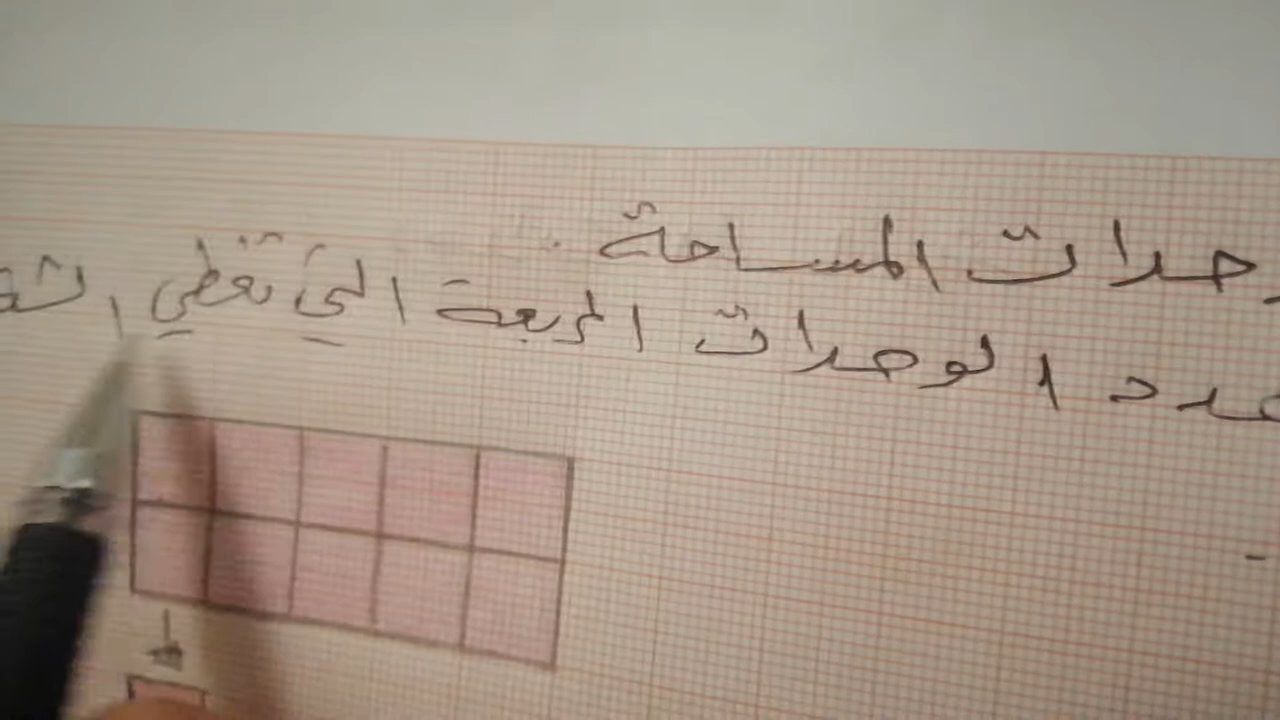 وحدات المساحة
عدد الوحدات المربعة التي تغطي